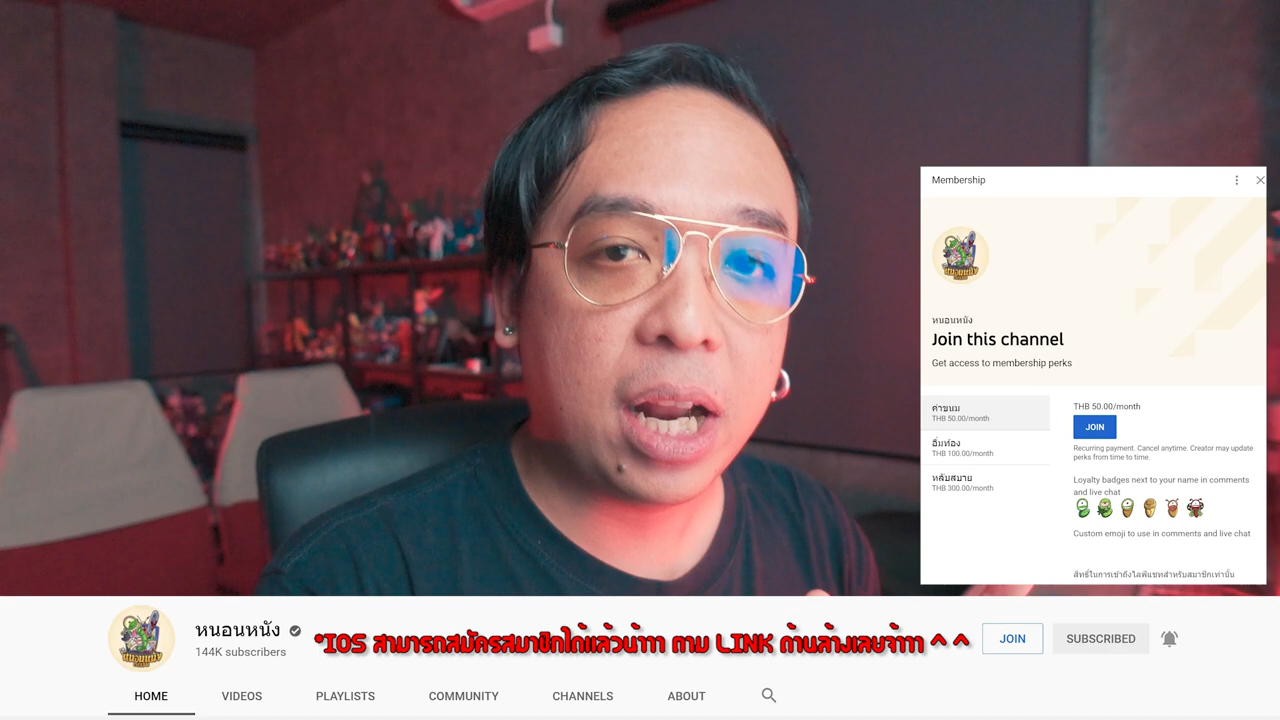 Membership
หนอนหนัง
Join this channel
Get access to membership perks
ค่าขนม
THB 50.00/month
อิ่มท้อง
THB 100.00/month
หลับสบาย
THB 300.00/month
THB 50.00/month
JOIN
Recurring payment. Cancel anytime. Creator may update
perks from time to time.
Loyalty badges next to your name in comments
and live chat
Custom emoji to use in comments and live chat
สิทธิ์ในการเข้าถึงไลฟ์แชทสำหรับสมาชิกเท่านั้น
หนอนหนัง
144K subscribers
*IOS สามารถสมัครสมาชิกได้แล้วน้าาา ตาม LINK ด้านล้างเลยจ้าาา ^ ^
JOIN
SUBSCRIBED
HOME VIDEOS PLAYLISTS COMMUNITY CHANNELS ABOUT